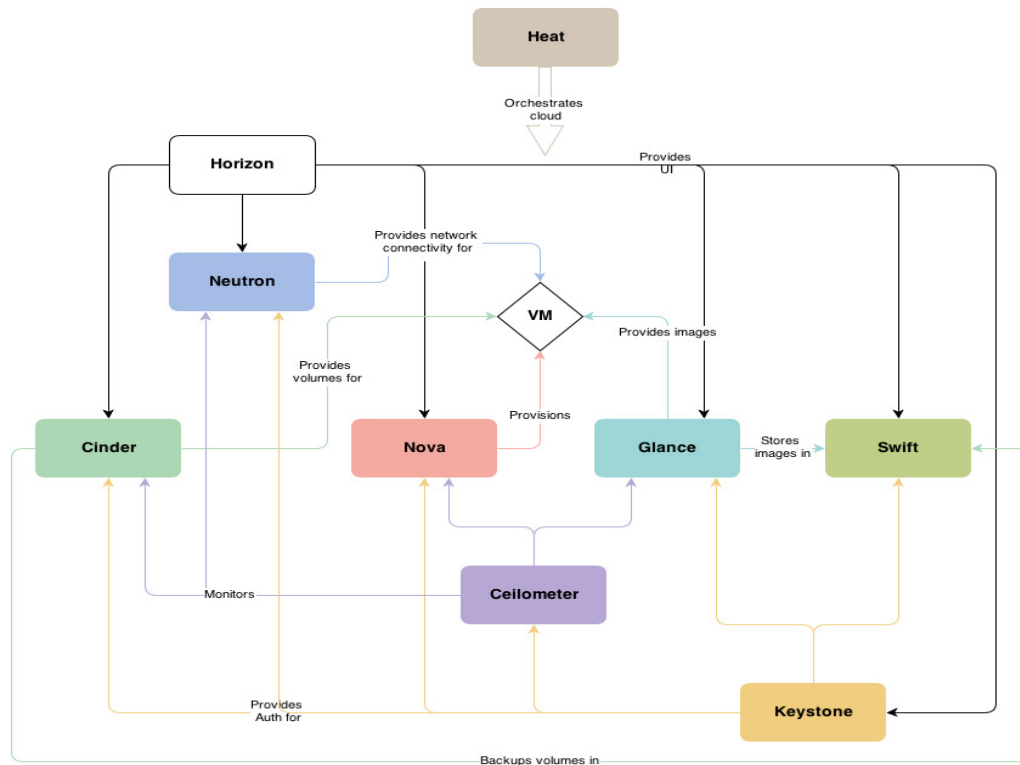 Heat
Orchestrates
cloud
Horizon
Provides
UI
Provides network
connectivity for
Neutron
VM
Provides images
Provides
volumes for
Provisions
Cinder
Nova
Glance
Stores
images in
Swift
Ceilometer
Monitors
Provides
Auth for
Keystone
Backups volumes in